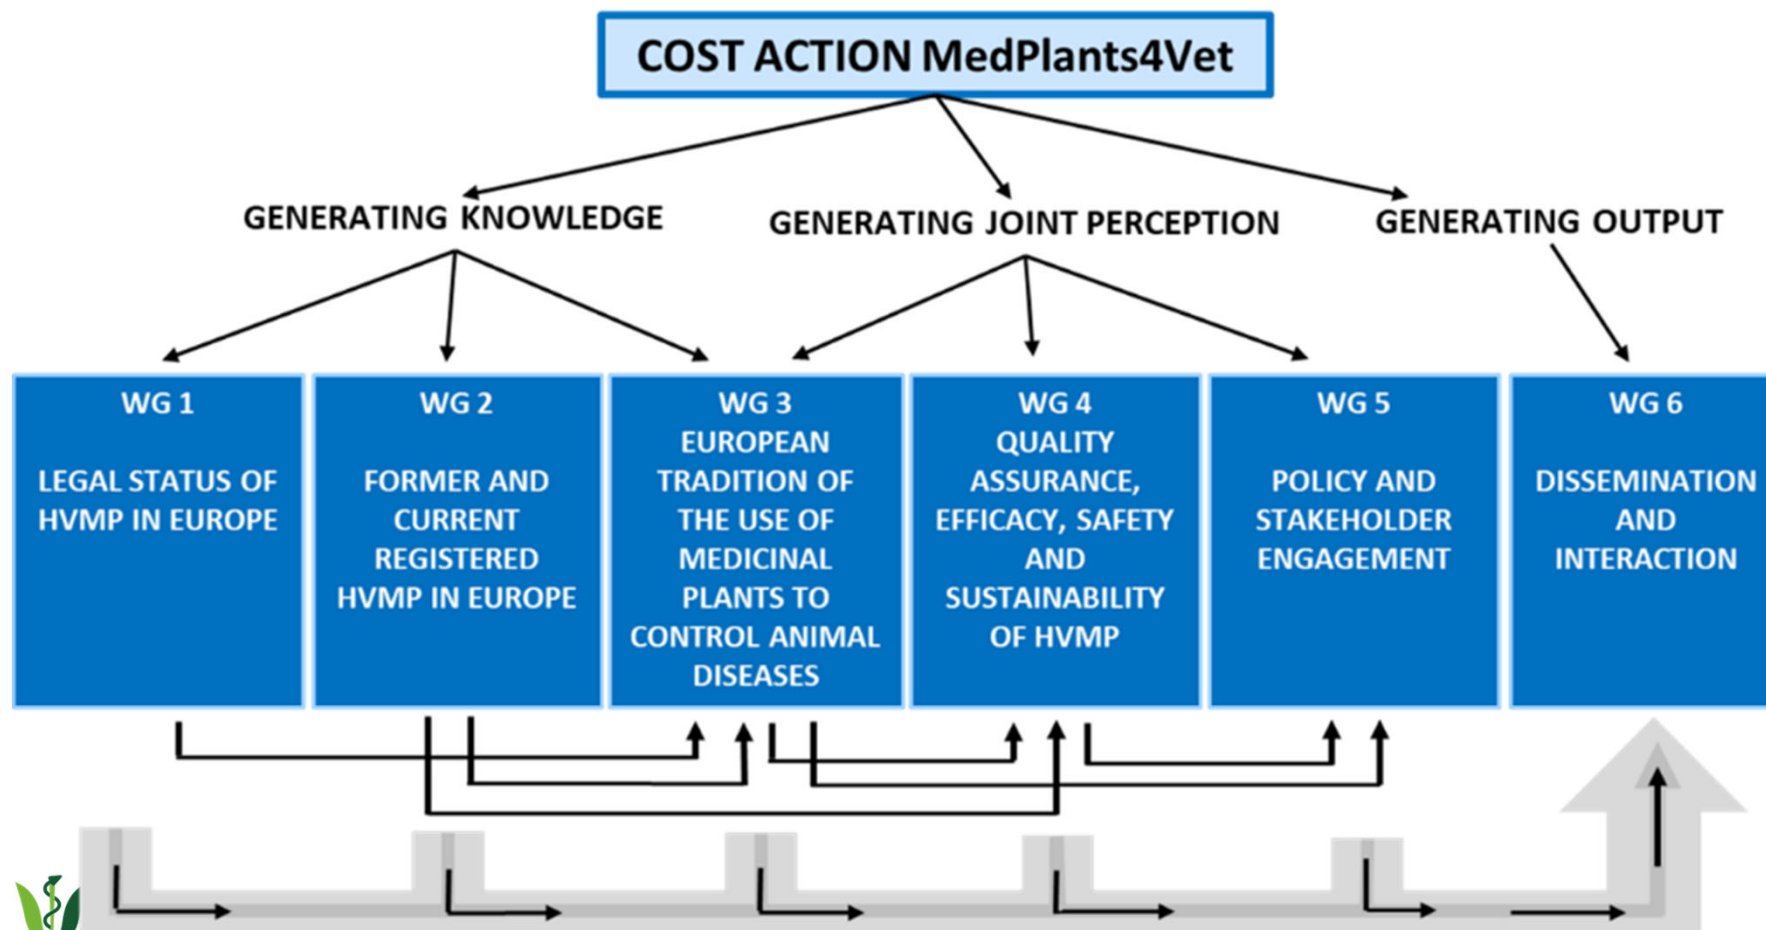 COST ACTION MedPlants4Vet
GENERATING KNOWLEDGE
GENERATING JOINT PERCEPTION
GENERATING OUTPUT
WG 1
LEGAL STATUS OF
HVMP IN EUROPE
WG 2
FORMER AND
CURRENT
REGISTERED
HVMP IN EUROPE
WG 3
EUROPEAN
TRADITION OF
THE USE OF
MEDICINAL
PLANTS TO
CONTROL ANIMAL
DISEASES
WG 4
QUALITY
ASSURANCE,
EFFICACY, SAFETY
AND
SUSTAINABILITY
OF HVMP
WG 5
POLICY AND
STAKEHOLDER
ENGAGEMENT
WG 6
DISSEMINATION
AND
INTERACTION